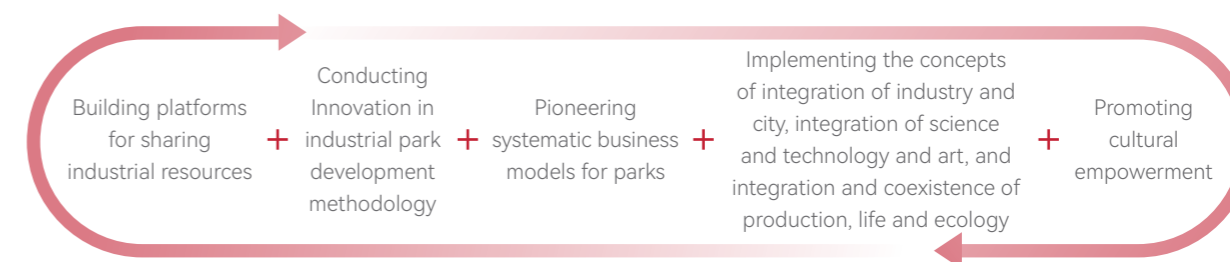 Building platforms
for sharing
industrial resources
+
Conducting
Innovation in
industrial park
development
methodology
+
Pioneering
systematic business
models for parks
+
Implementing the concepts
of integration of industry and
city, integration of science
and technology and art, and
integration and coexistence of
production, life and ecology
+
Promoting
cultural
empowerment